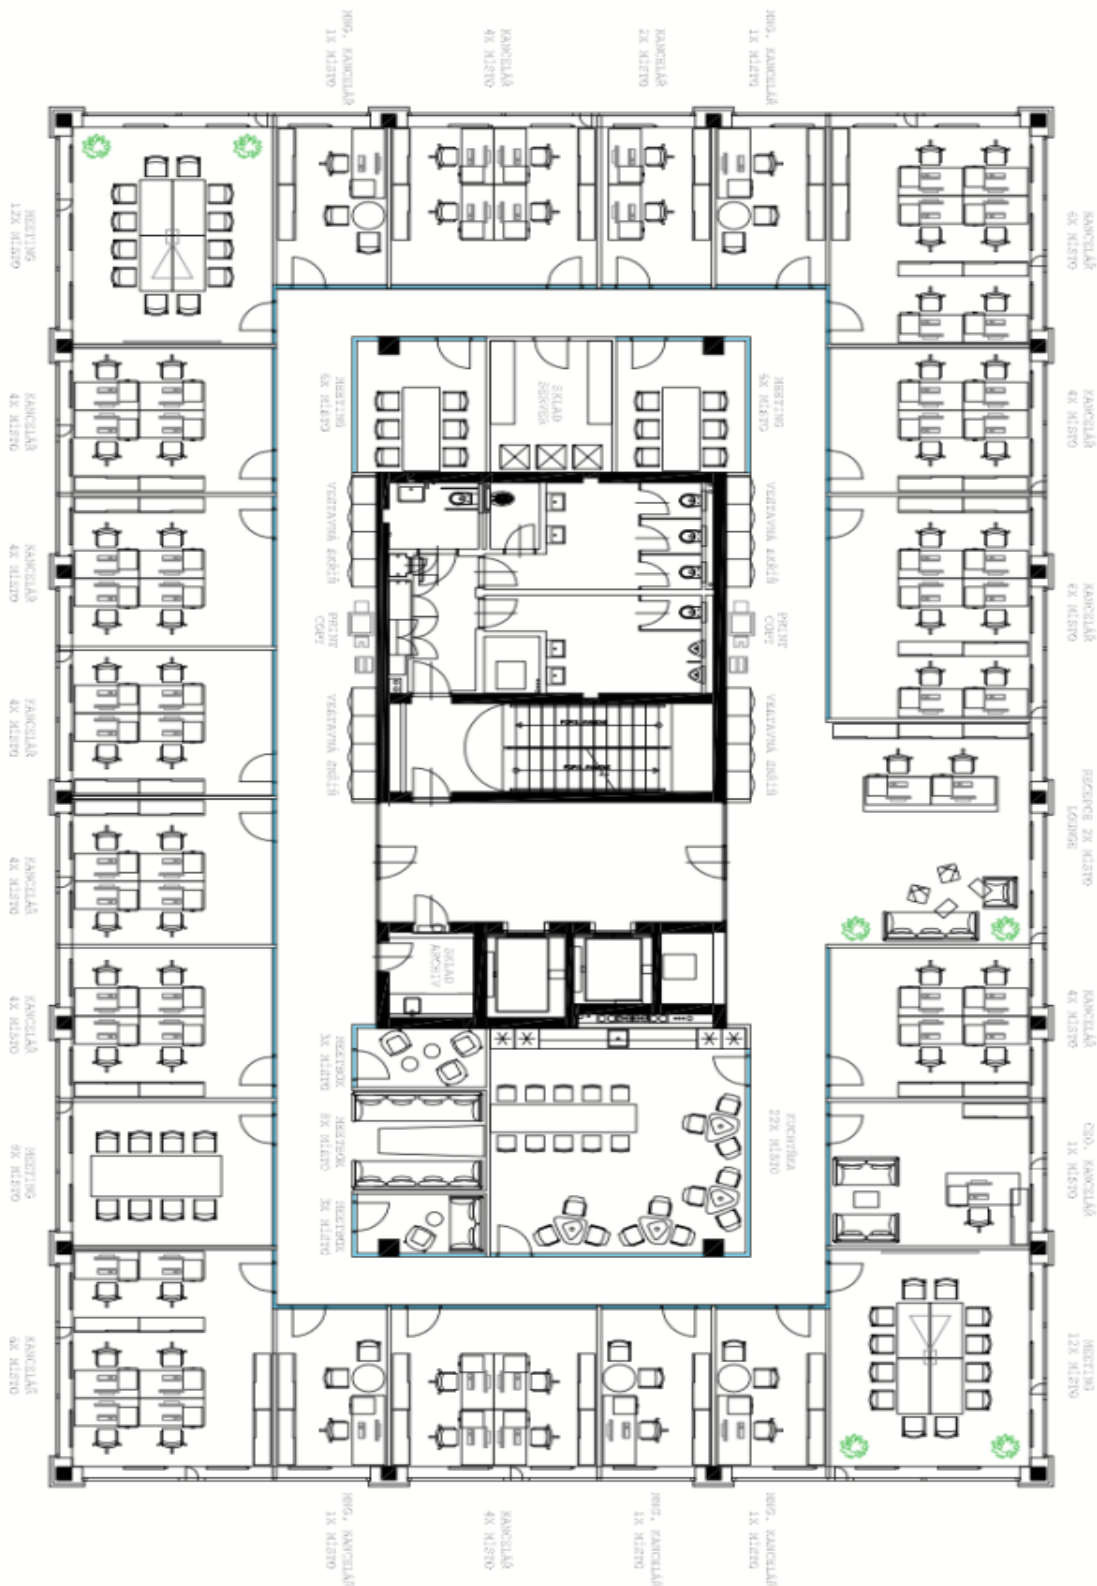 MNG. KANCELÁŘ
1X MÍSTO
KANCELÁŘ
4X MÍSTO
KANCELÁŘ
2X MÍSTO
MNG. KANCELÁŘ
1X MÍSTO
MEETING
12X MÍSTO
KANCELÁŘ
6X MÍSTO
MEETING
6X MÍSTO
SKLAD
SERVER
MEETING
6X MÍSTO
KANCELÁŘ
4X MÍSTO
KANCELÁŘ
4X MÍSTO
VESTAVNÁ SKŘÍŇ
VESTAVNÁ SKŘÍŇ
KANCELÁŘ
4X MÍSTO
PRINT
COPY
PRINT
COPY
KANCELÁŘ
6X MÍSTO
KANCELÁŘ
4X MÍSTO
VESTAVNÁ SKŘÍŇ
VESTAVNÁ SKŘÍŇ
RECEPCE 2X MÍSTO
LOUNGE
KANCELÁŘ
4X MÍSTO
SKLAD
ARCHIV
KANCELÁŘ
4X MÍSTO
KANCELÁŘ
4X MÍSTO
MEETBOX
3X MÍSTO
MEETBOX
8X MÍSTO
KUCHYŇKA
22X MÍSTO
MEETING
8X MÍSTO
CEO. KANCELÁŘ
1X MÍSTO
MEETBOX
3X MÍSTO
KANCELÁŘ
6X MÍSTO
MEETING
12X MÍSTO
MNG. KANCELÁŘ
1X MÍSTO
KANCELÁŘ
4X MÍSTO
MNG. KANCELÁŘ
1X MÍSTO
MNG. KANCELÁŘ
1X MÍSTO